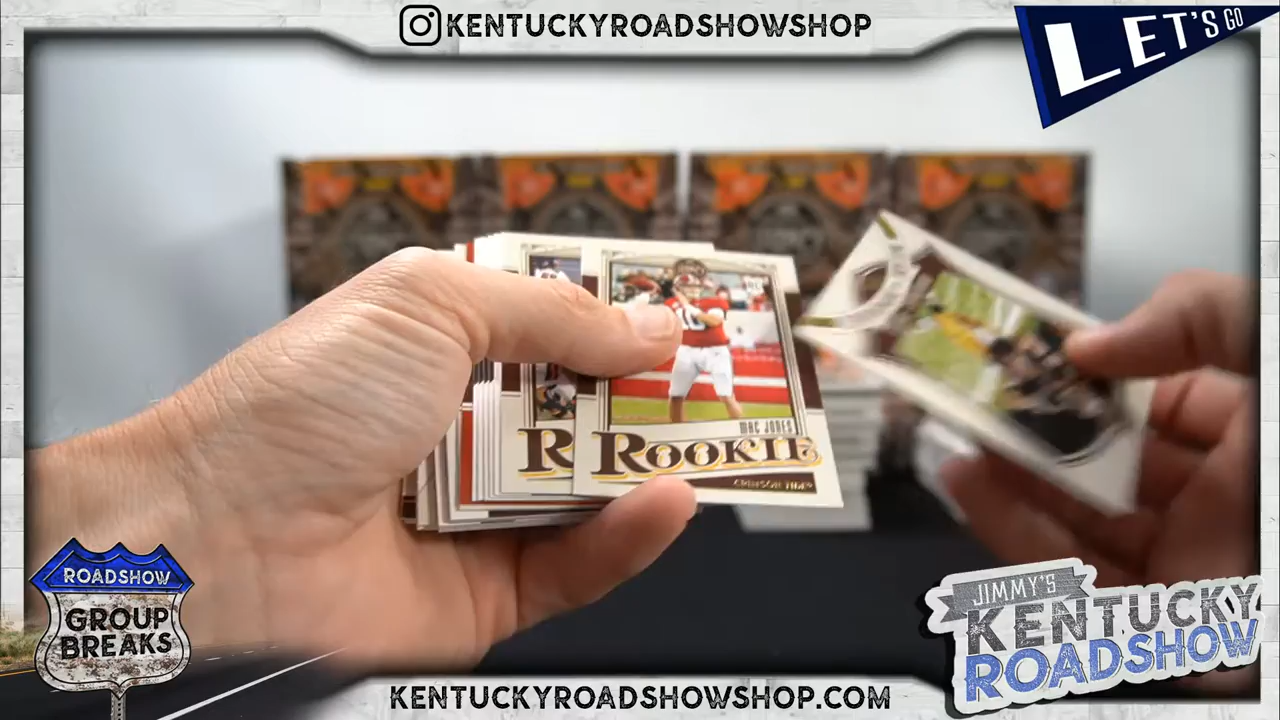 KENTUCKYROADSHOWSHOP
LET'S GO
MAC JONES
R
ROOKIE
CRIMSON TIDE
ROADSHOW
GROUP
BREAKS
JIMMY'S
KENTUCKY
ROADSHOW
KENTUCKYROADSHOWSHOP.COM